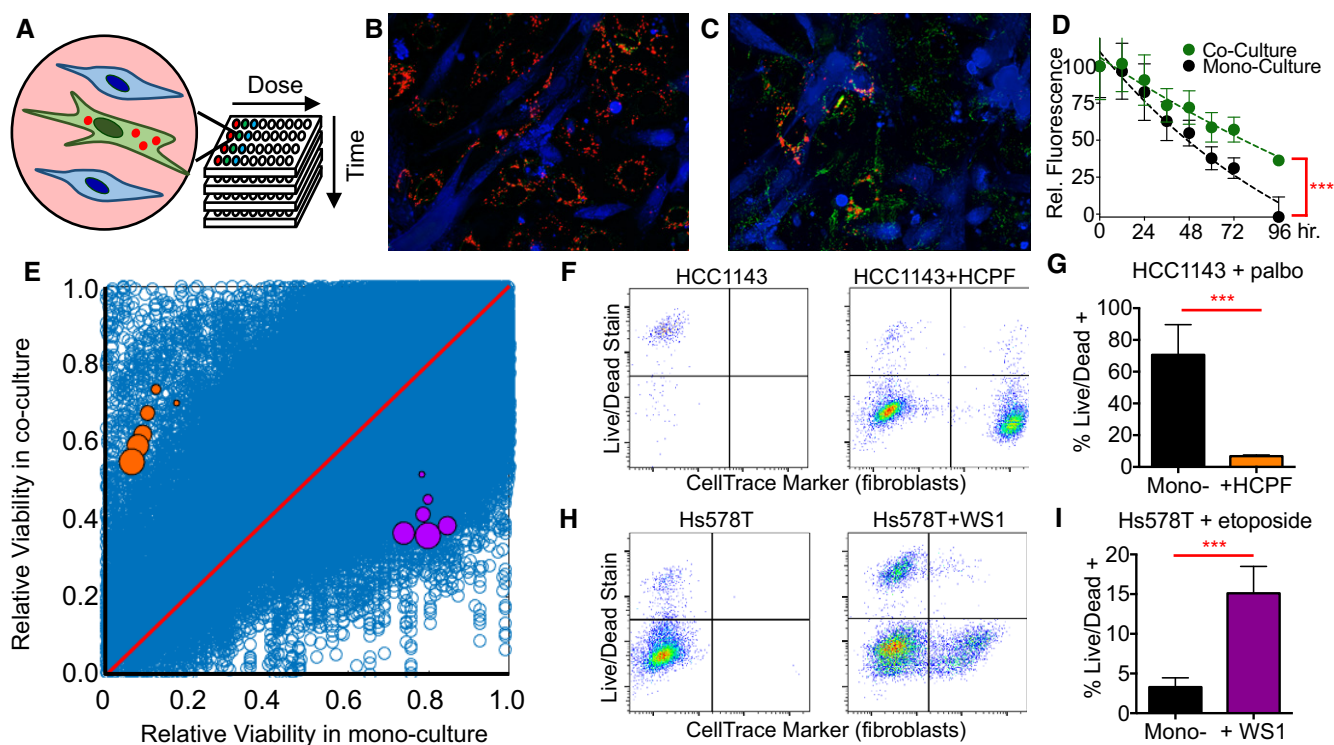 A
Dose
Time
B
C
D
Co-Culture
Mono-Culture
Rel. Fluorescence
100
75
50
25
0
0 24 48 72 96 hr.
***
E
Relative Viability in co-culture
1.0
0.8
0.6
0.4
0.2
0.0
0.2 0.4 0.6 0.8 1.0
Relative Viability in mono-culture
F
HCC1143
HCC1143+HCPF
Live/Dead Stain
CellTrace Marker (fibroblasts)
G
HCC1143 + palbo
***
% Live/Dead +
100
80
60
40
20
0
Mono- +HCPF
H
Hs578T
Hs578T+WS1
Live/Dead Stain
CellTrace Marker (fibroblasts)
I
Hs578T + etoposide
***
% Live/Dead +
20
15
10
5
0
Mono- + WS1